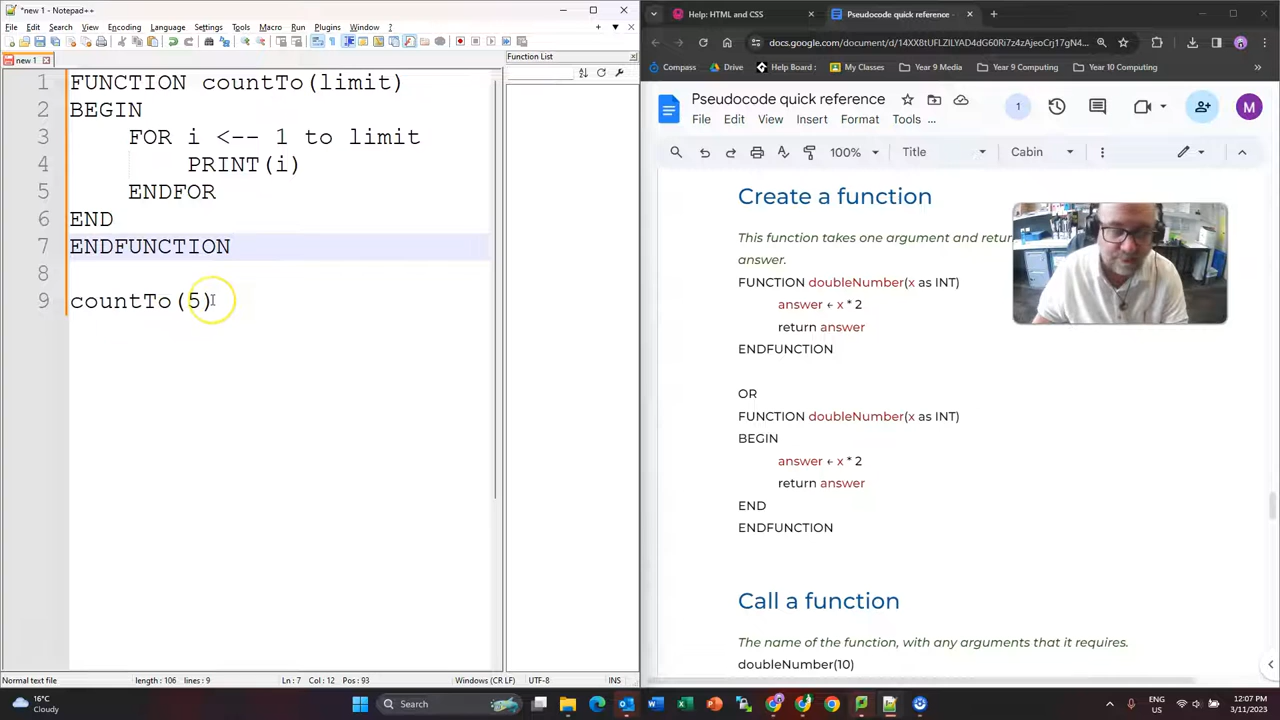 *new 1 - Notepad++
File Edit Search View Encoding Language Settings Tools Macro Run Plugins Window ?
new 1
Function List
1 FUNCTION countTo(limit)
2 BEGIN
3 FOR i <-- 1 to limit
4 PRINT(i)
5 ENDFOR
6 END
7 ENDFUNCTION
8
9 countTo(5)
Normal text file length: 106 lines: 9 Ln: 7 Col: 12 Pos: 93 Windows (CR LF) UTF-8 INS
Help: HTML and CSS
Pseudocode quick reference -
docs.google.com/document/d/14XX8tUFLZILYAD4dG60Ri7z4zAjeoCrj17gN4...
Compass Drive Help Board : My Classes Year 9 Media Year 9 Computing Year 10 Computing »
Pseudocode quick reference
1
M
File Edit View Insert Format Tools ...
100% Title Cabin
Create a function
This function takes one argument and retur
answer.
FUNCTION doubleNumber(x as INT)
answer ← x * 2
return answer
ENDFUNCTION
OR
FUNCTION doubleNumber(x as INT)
BEGIN
answer ← x * 2
return answer
END
ENDFUNCTION
Call a function
The name of the function, with any arguments that it requires.
doubleNumber(10)
16°C
Cloudy
Search
ENG
US
12:07 PM
3/11/2023